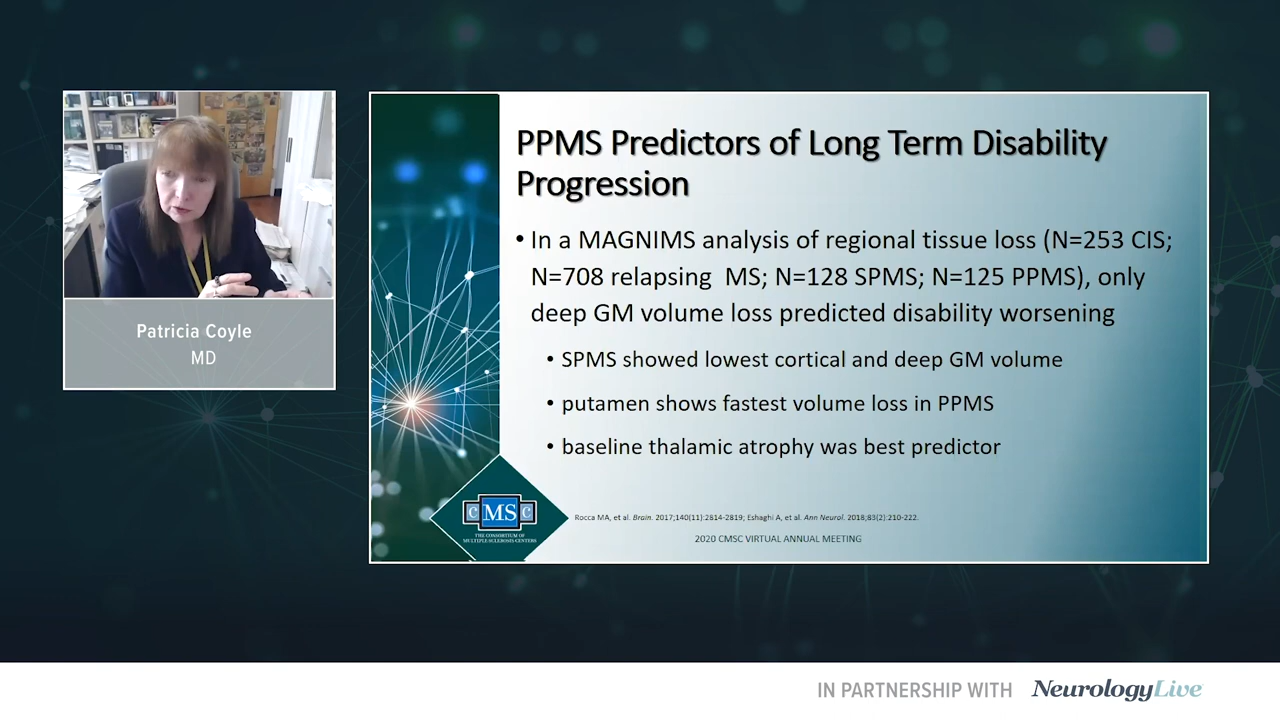 PPMS Predictors of Long Term Disability
Progression
• In a MAGNIMS analysis of regional tissue loss (N=253 CIS;
N=708 relapsing MS; N=128 SPMS; N=125 PPMS), only
deep GM volume loss predicted disability worsening
• SPMS showed lowest cortical and deep GM volume
• putamen shows fastest volume loss in PPMS
• baseline thalamic atrophy was best predictor
Patricia Coyle
MD
C MS C
THE CONSORTIUM OF
MULTIPLE SCLEROSIS CENTERS
Rocca MA, et al. Brain. 2017;140(11):2814-2819; Eshaghi A, et al. Ann Neurol. 2018;83(2):210-222.
2020 CMSC VIRTUAL ANNUAL MEETING
IN PARTNERSHIP WITH NeurologyLive